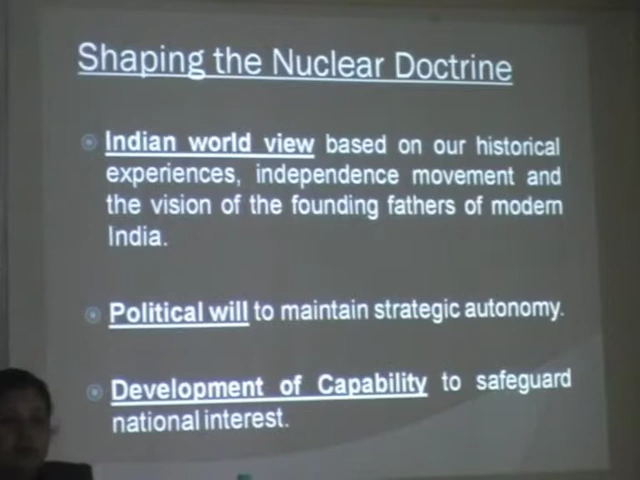 Shaping the Nuclear Doctrine
Indian world view based on our historical
experiences, independence movement and
the vision of the founding fathers of modern
India.
Political will to maintain strategic autonomy.
Development of Capability to safeguard
national interest.